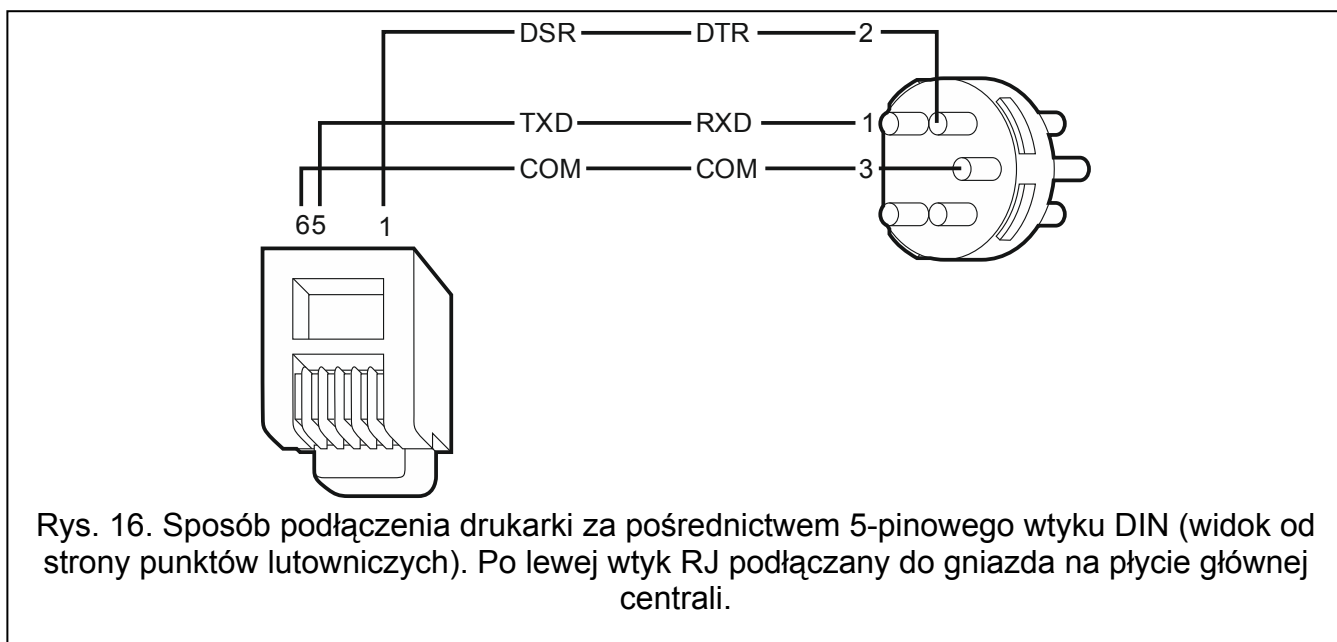 DSR DTR 2
TXD RXD 1
COM COM 3
65 1
Rys. 16. Sposób podłączenia drukarki za pośrednictwem 5-pinowego wtyku DIN (widok od
strony punktów lutowniczych). Po lewej wtyk RJ podłączany do gniazda na płycie głównej
centrali.